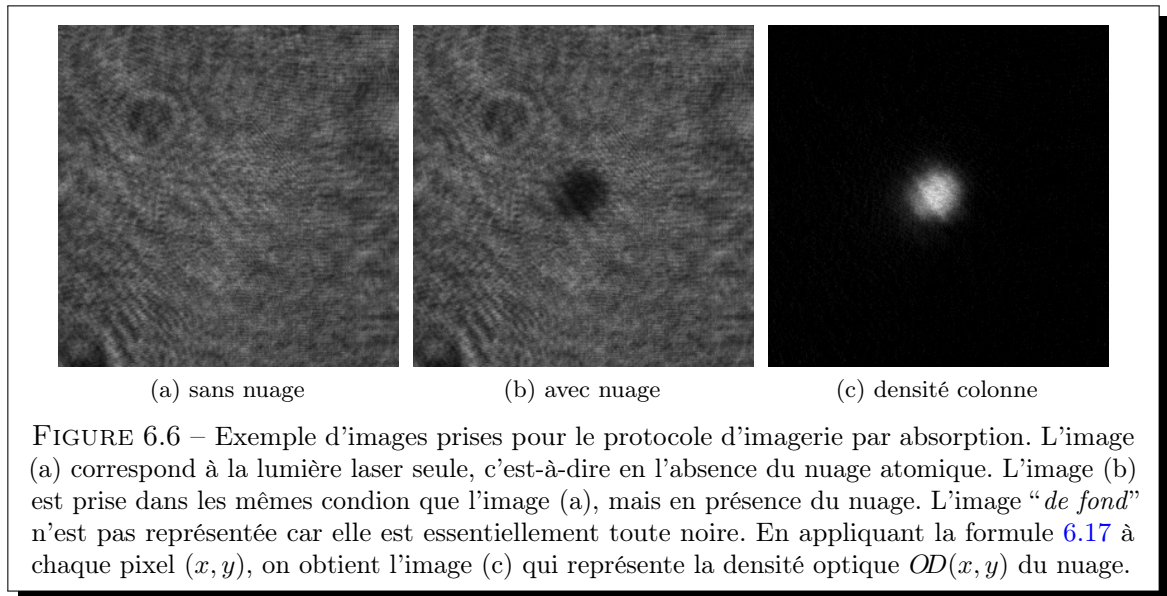 (a) sans nuage
(b) avec nuage
(c) densité colonne
FIGURE 6.6 – Exemple d'images prises pour le protocole d'imagerie par absorption. L'image
(a) correspond à la lumière laser seule, c'est-à-dire en l'absence du nuage atomique. L'image (b)
est prise dans les mêmes condion que l'image (a), mais en présence du nuage. L'image “de fond”
n'est pas représentée car elle est essentiellement toute noire. En appliquant la formule 6.17 à
chaque pixel (x, y), on obtient l'image (c) qui représente la densité optique OD(x, y) du nuage.